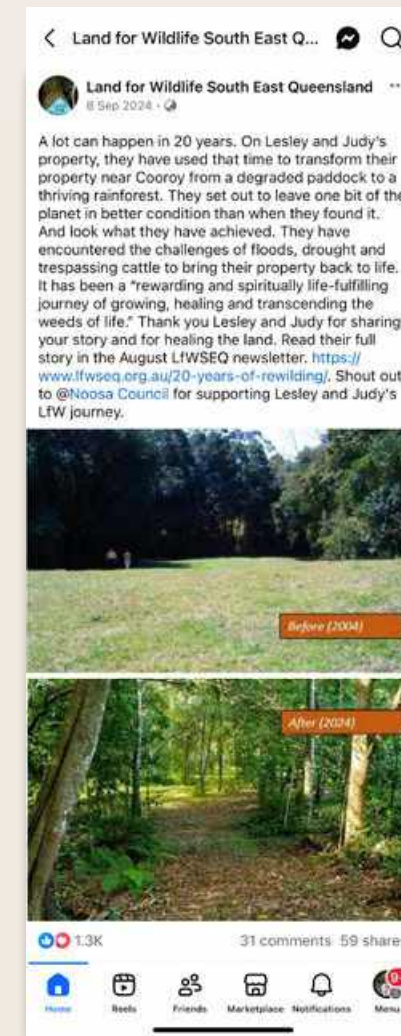 Land for Wildlife South East Q...
Land for Wildlife South East Queensland
8 Sep 2024 ·
A lot can happen in 20 years. On Lesley and Judy's
property, they have used that time to transform their
property near Cooroy from a degraded paddock to a
thriving rainforest. They set out to leave one bit of the
planet in better condition than when they found it.
And look what they have achieved. They have
encountered the challenges of floods, drought and
trespassing cattle to bring their property back to life.
It has been a "rewarding and spiritually life-fulfilling
journey of growing, healing and transcending the
weeds of life." Thank you Lesley and Judy for sharing
your story and for healing the land. Read their full
story in the August LfWSEQ newsletter. https://
www.lfwseq.org.au/20-years-of-rewilding/. Shout out
to @Noosa Council for supporting Lesley and Judy's
LfW journey.
Before (2004)
After (2024)
1.3K
31 comments 59 share
Home
Reels
Friends
Marketplace
Notifications
Menu